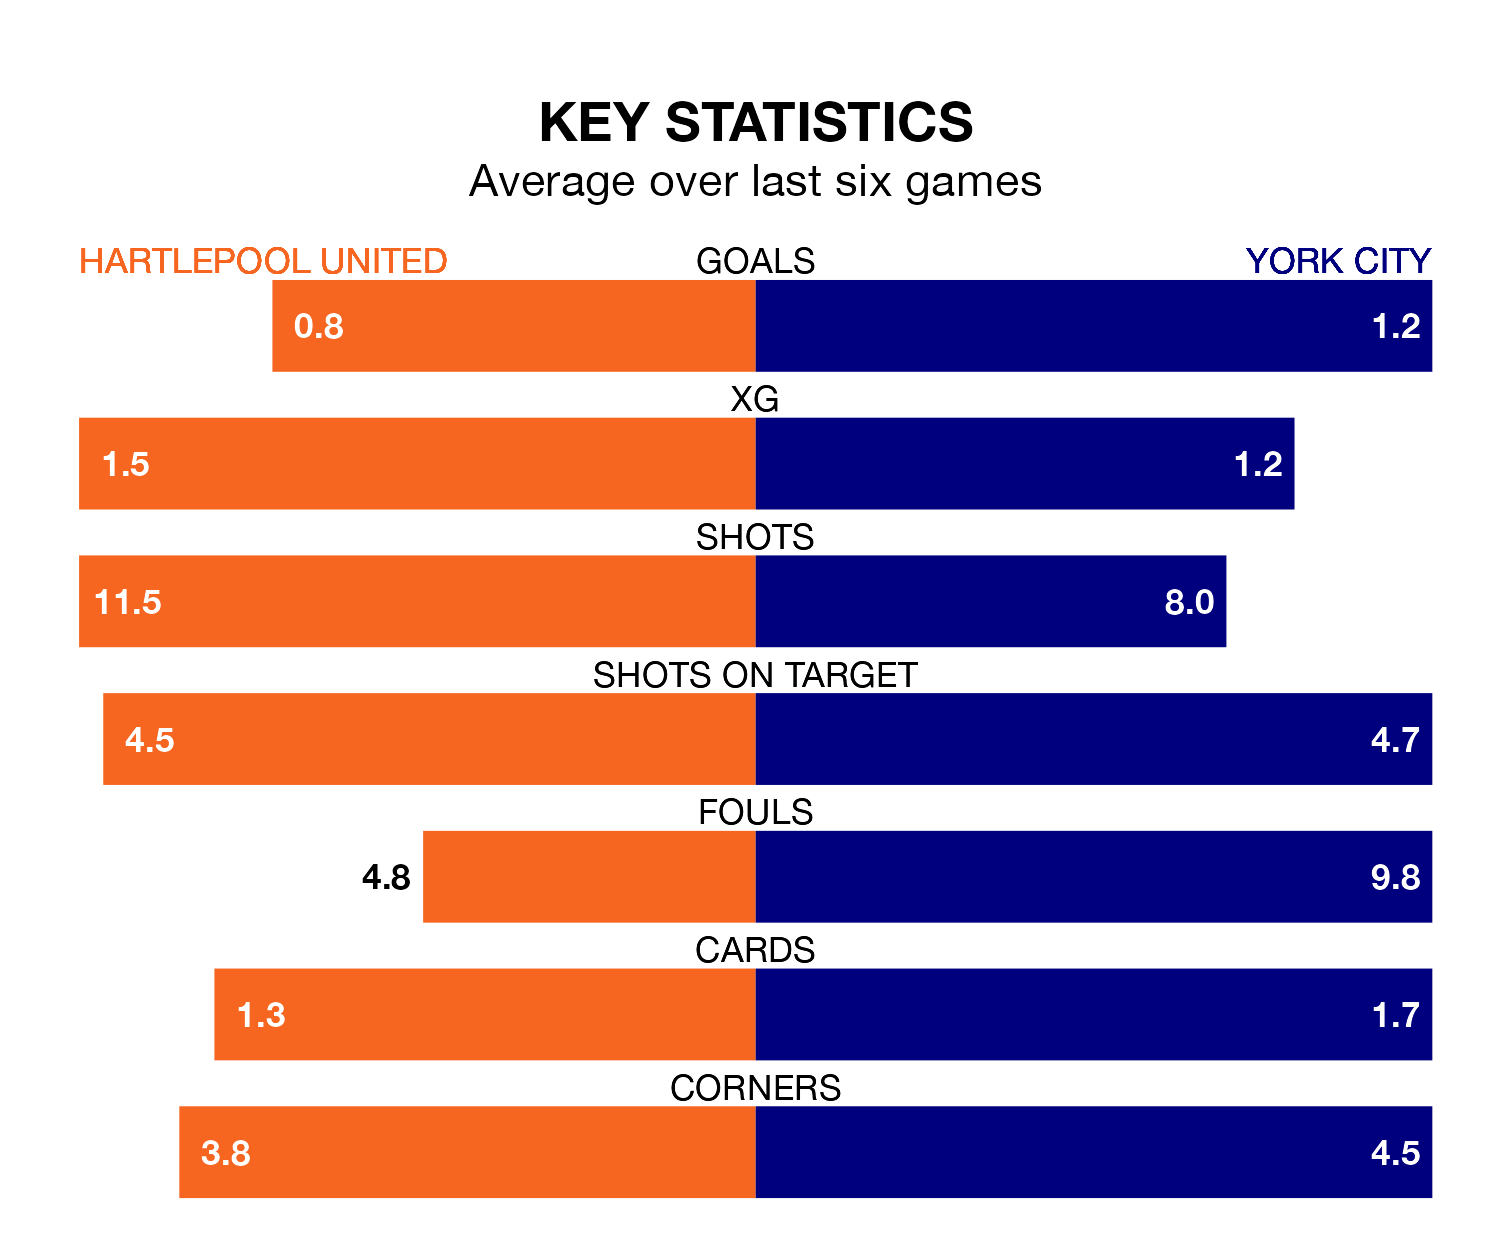 KEY STATISTICS
Average over last six games
HARTLEPOOL UNITED GOALS YORK CITY
0.8 1.2
XG
1.5 1.2
SHOTS
11.5 8.0
SHOTS ON TARGET
4.5 4.7
FOULS
4.8 9.8
CARDS
1.3 1.7
CORNERS
3.8 4.5